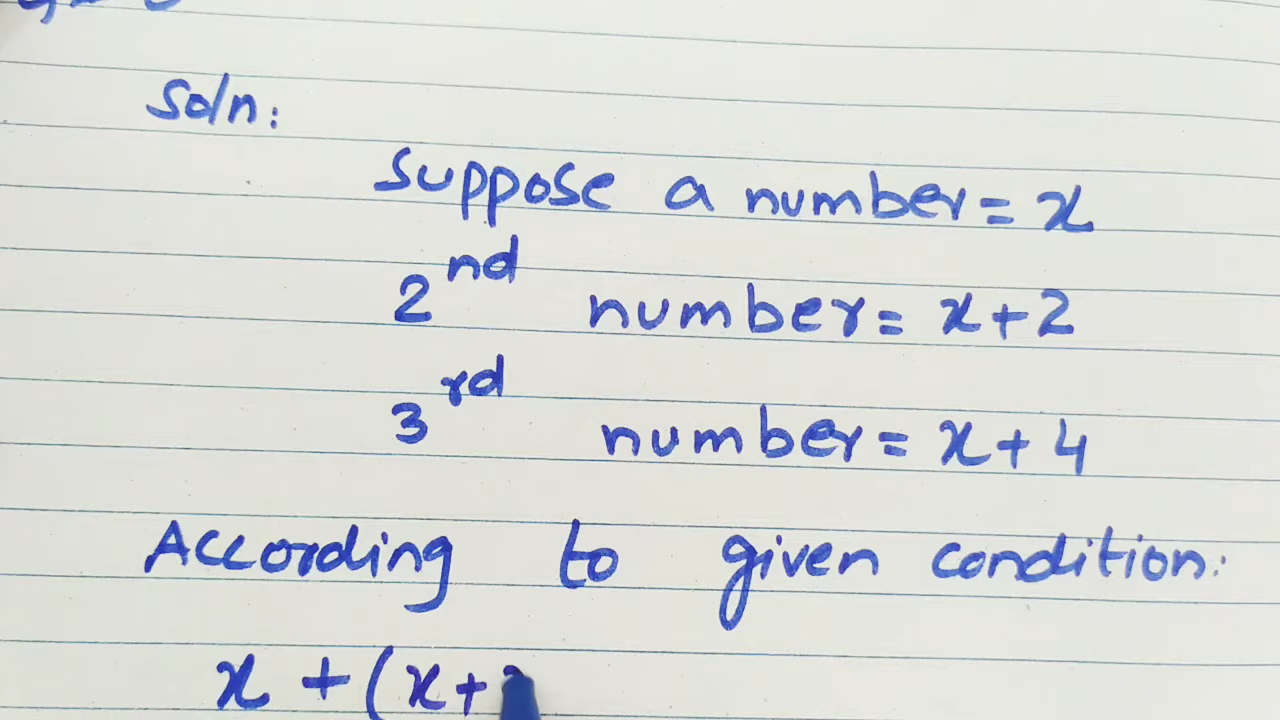 Soln:
Suppose a number = x
2nd number = x+2
3rd number = x+4
According to given condition:
x + (x+